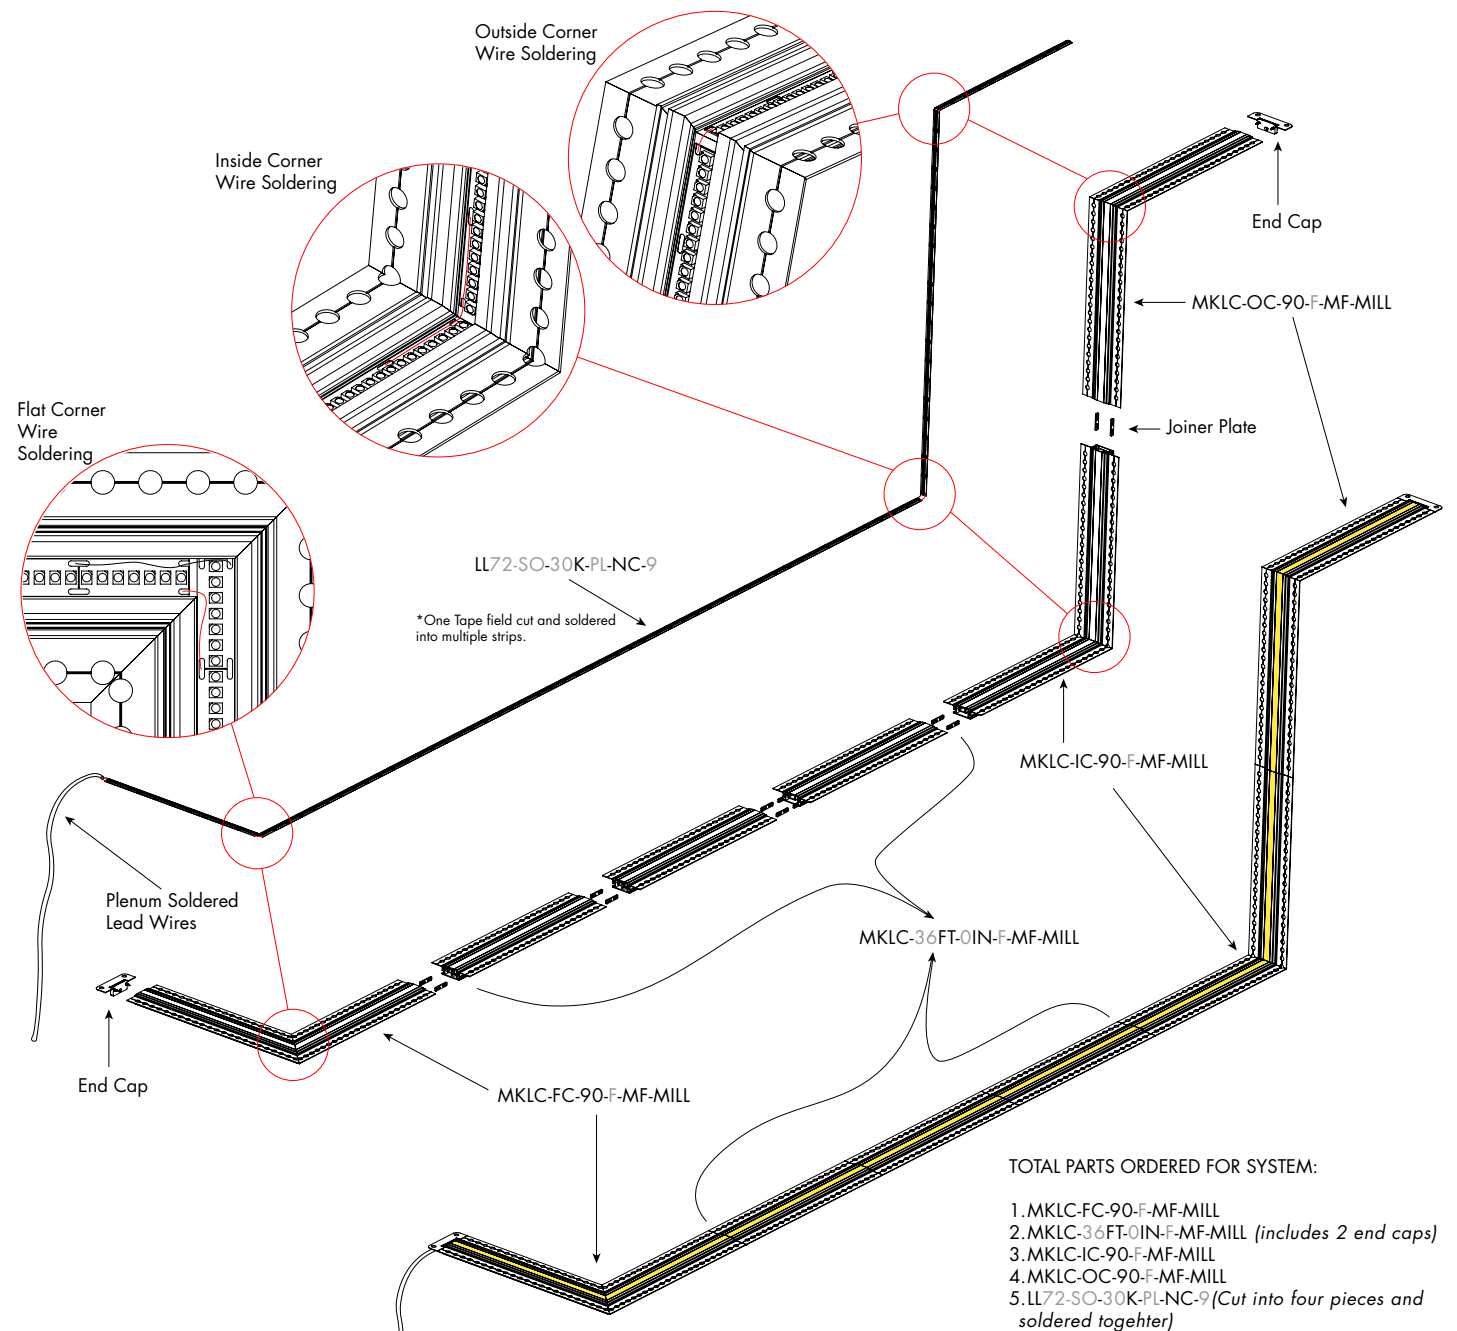 Outside Corner
Wire Soldering
Inside Corner
Wire Soldering
End Cap
MKLC-OC-90-F-MF-MILL
Flat Corner
Wire
Soldering
Joiner Plate
LL72-SO-30K-PL-NC-9
*One Tape field cut and soldered
into multiple strips.
MKLC-IC-90-F-MF-MILL
Plenum Soldered
Lead Wires
MKLC-36FT-0IN-F-MF-MILL
End Cap
MKLC-FC-90-F-MF-MILL
TOTAL PARTS ORDERED FOR SYSTEM:
1.MKLC-FC-90-F-MF-MILL
2.MKLC-36FT-0IN-F-MF-MILL (includes 2 end caps)
3.MKLC-IC-90-F-MF-MILL
4.MKLC-OC-90-F-MF-MILL
5.LL72-SO-30K-PL-NC-9(Cut into four pieces and
soldered togehter)